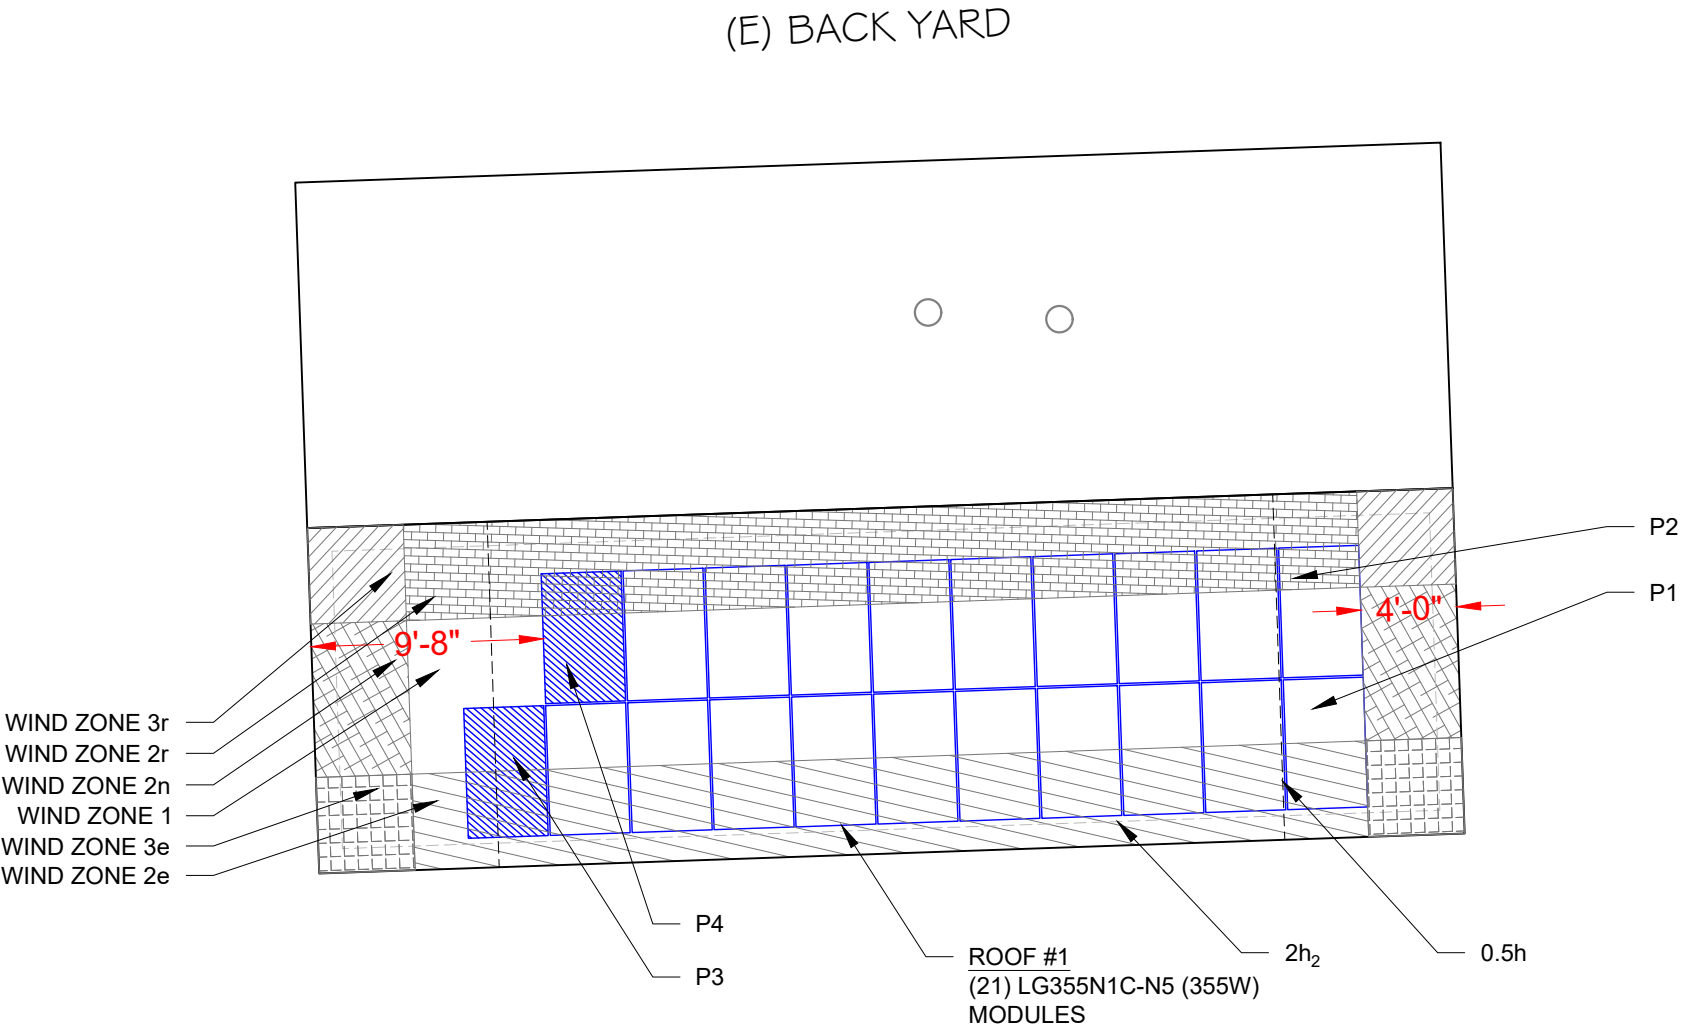 (E) BACK YARD
P2
P1
4'-0"
9'-8"
WIND ZONE 3r
WIND ZONE 2r
WIND ZONE 2n
WIND ZONE 1
WIND ZONE 3e
WIND ZONE 2e
P4
P3
ROOF #1
(21) LG355N1C-N5 (355W)
MODULES
2h₂
0.5h